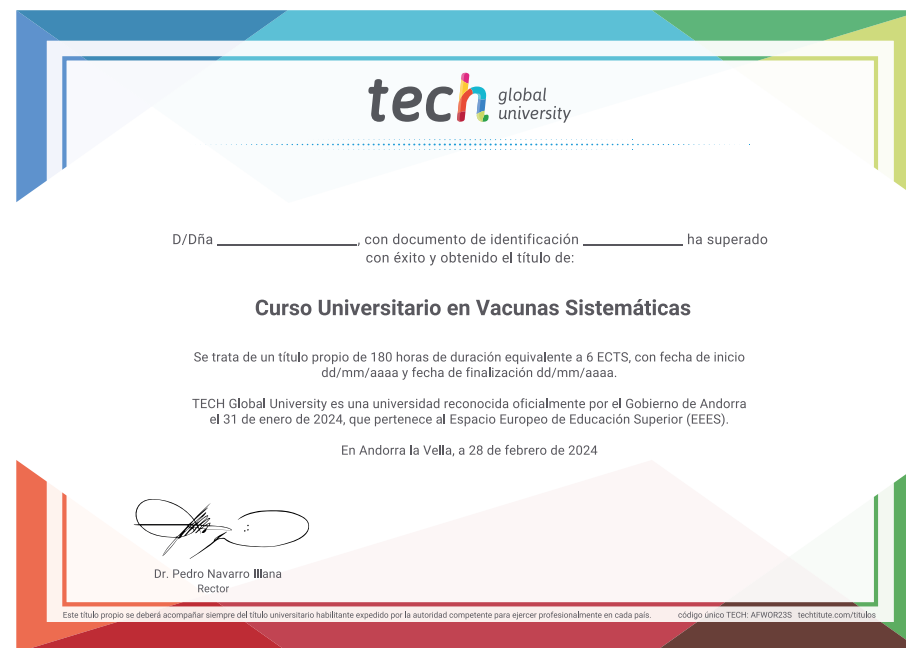 tech global university
D/Dña ____________________, con documento de identificación ______________ ha superado
con éxito y obtenido el título de:
Curso Universitario en Vacunas Sistemáticas
Se trata de un título propio de 180 horas de duración equivalente a 6 ECTS, con fecha de inicio
dd/mm/aaaa y fecha de finalización dd/mm/aaaa.
TECH Global University es una universidad reconocida oficialmente por el Gobierno de Andorra
el 31 de enero de 2024, que pertenece al Espacio Europeo de Educación Superior (EEES).
En Andorra la Vella, a 28 de febrero de 2024
Dr. Pedro Navarro Illana
Rector
Este título propio se deberá acompañar siempre del título universitario habilitante expedido por la autoridad competente para ejercer profesionalmente en cada país. código único TECH: AFWOR23S techtitute.com/titulos